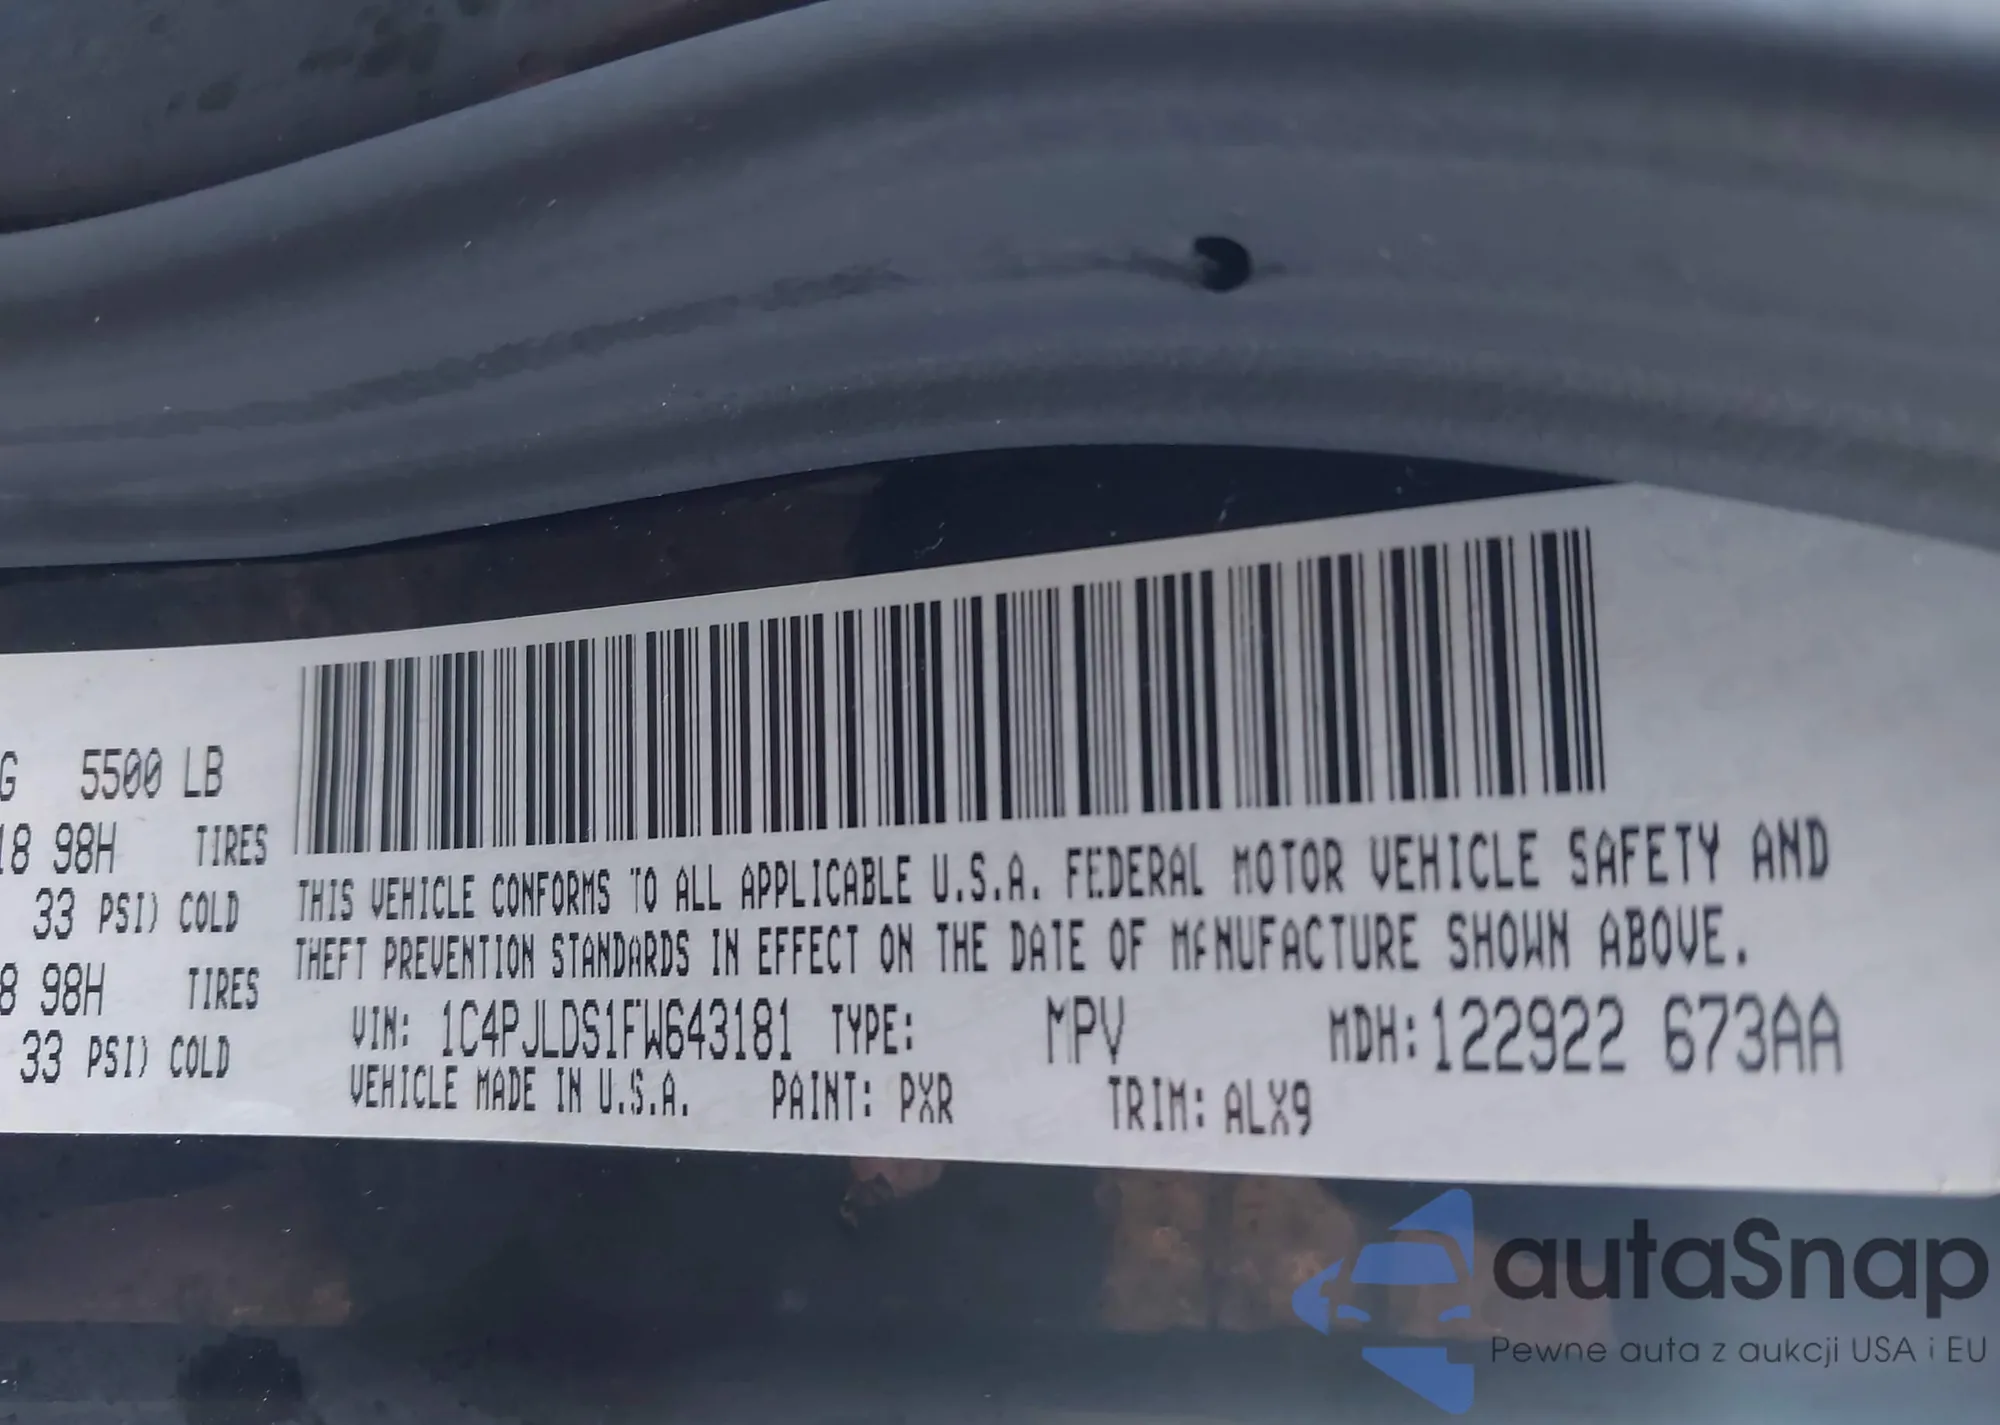 G 5500 LB
18 98H TIRES
33 PSI) COLD
8 98H TIRES
33 PSI) COLD
THIS VEHICLE CONFORMS TO ALL APPLICABLE U.S.A. FEDERAL MOTOR VEHICLE SAFETY AND
THEFT PREVENTION STANDARDS IN EFFECT ON THE DATE OF MANUFACTURE SHOWN ABOVE.
VIN: 1C4PJLDS1FW643181 TYPE: MPV MDH: 122922 673AA
VEHICLE MADE IN U.S.A. PAINT: PXR TRIM: ALX9
autaSnap
Pewne auta z aukcji USA i EU